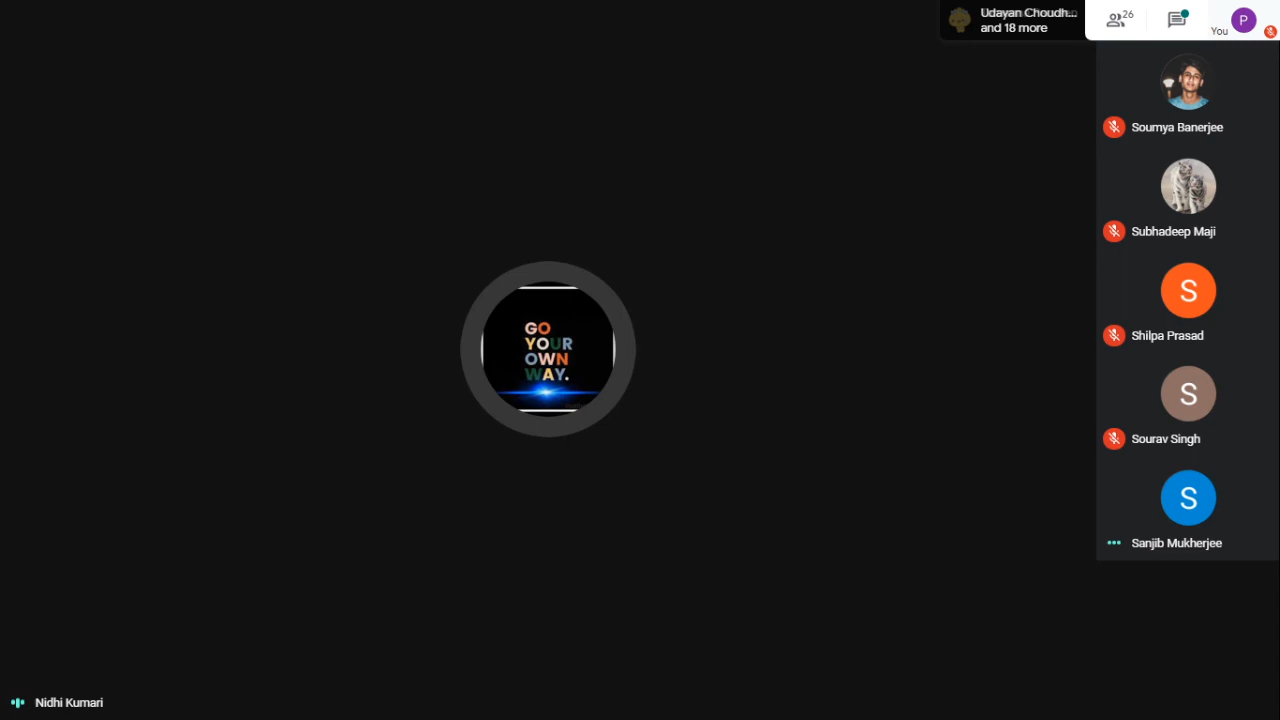 Udayan Choudh...
and 18 more
26
You
P
Soumya Banerjee
Subhadeep Maji
S
Shilpa Prasad
S
Sourav Singh
S
Sanjib Mukherjee
GO
YOUR
OWN
WAY.
Nidhi Kumari